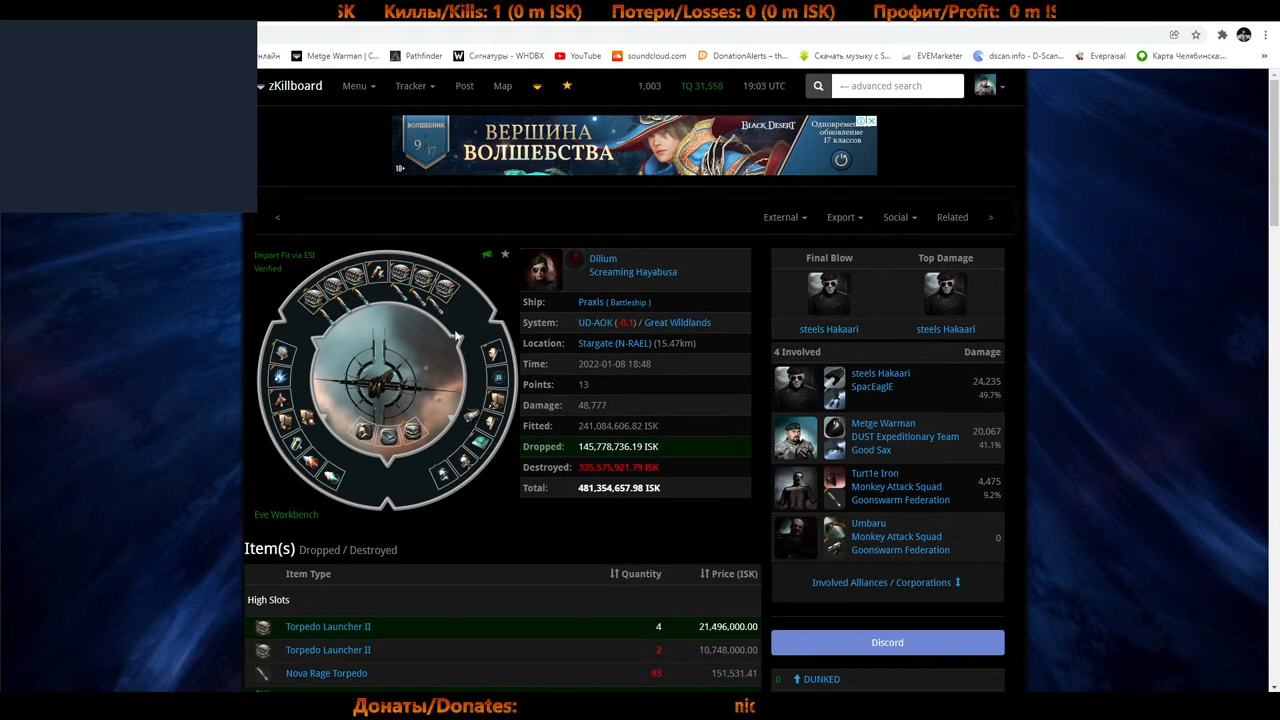 SK Киллы/Kills: 1 (0 m ISK) Потери/Losses: 0 (0 m ISK) Профит/Profit: 0 m IS
нлайн Metge Warman | C... Pathfinder Сигнатуры - WHDBX YouTube soundcloud.com DonationAlerts – th... Скачать музыку с S... EVEMarketer dscan.info - D-Scan... Evepraisal Карта Челябинска:... »
zKillboard Menu Tracker Post Map 1,003 TQ 31,558 19:03 UTC ← advanced search
ВОЛШЕБНИК
9 / 17
18+
ВЕРШИНА
ВОЛШЕБСТВА
BLACK DESERT
Одновременное
обновление
17 классов
< External Export Social Related >
Import Fit via ESI
Verified
Eve Workbench
Dilium
Screaming Hayabusa
Ship: Praxis ( Battleship )
System: UD-AOK (-0.1) / Great Wildlands
Location: Stargate (N-RAEL) (15.47km)
Time: 2022-01-08 18:48
Points: 13
Damage: 48,777
Fitted: 241,084,606.82 ISK
Dropped: 145,778,736.19 ISK
Destroyed: 335,575,921.79 ISK
Total: 481,354,657.98 ISK
Final Blow Top Damage
steels Hakaari steels Hakaari
4 Involved Damage
steels Hakaari
SpacEaglE
24,235
49.7%
Metge Warman
DUST Expeditionary Team
Good Sax
20,067
41.1%
Turt1e Iron
Monkey Attack Squad
Goonswarm Federation
4,475
9.2%
Umbaru
Monkey Attack Squad
Goonswarm Federation
0
Involved Alliances / Corporations
Item(s) Dropped / Destroyed
Item Type Quantity Price (ISK)
High Slots
Torpedo Launcher II 4 21,496,000.00
Torpedo Launcher II 2 10,748,000.00
Nova Rage Torpedo 93 151,531.41
Discord
0 DUNKED
Донаты/Donates: nic